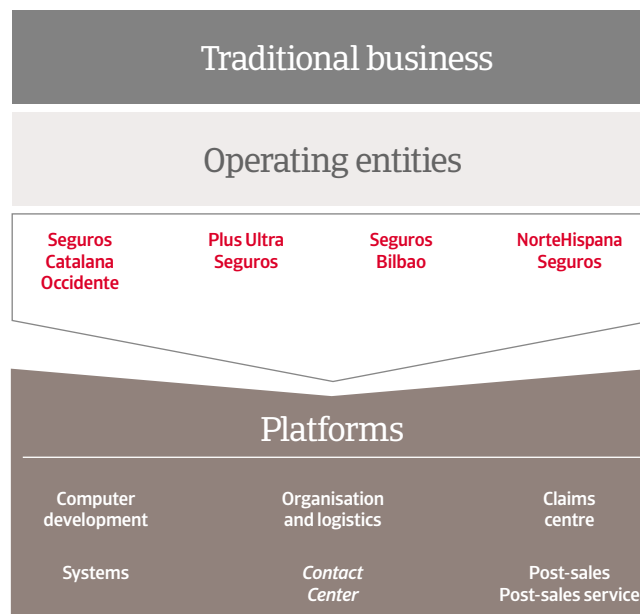 Traditional business
Operating entities
Seguros
Catalana
Occidente
Plus Ultra
Seguros
Seguros
Bilbao
NorteHispana
Seguros
Platforms
Computer
development
Organisation
and logistics
Claims
centre
Systems
Contact
Center
Post-sales
Post-sales service